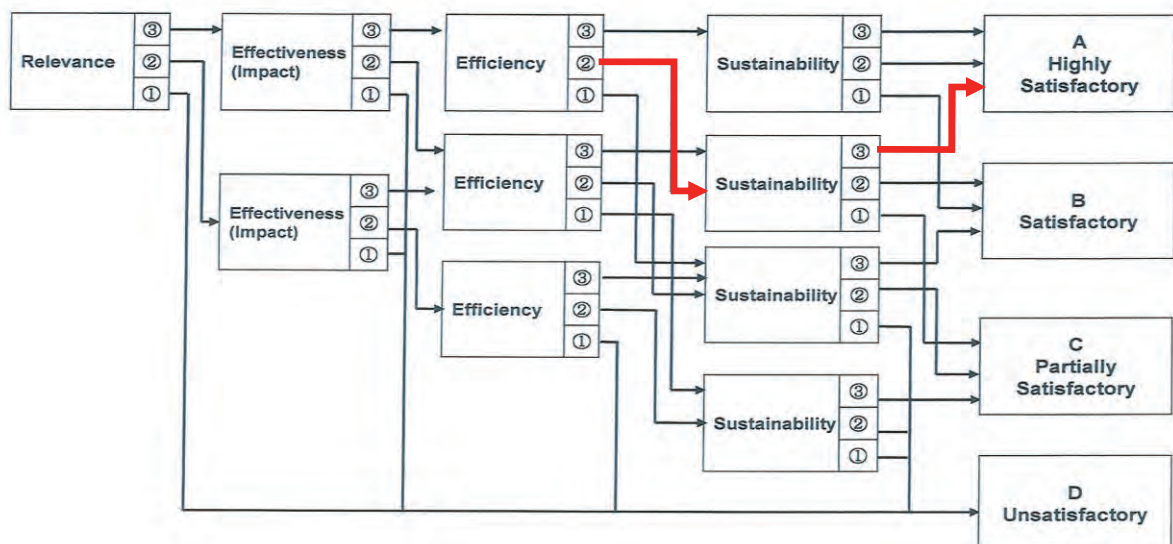 Relevance
③
②
①
Effectiveness
(Impact)
③
②
①
Effectiveness
(Impact)
③
②
①
Efficiency
③
②
①
Efficiency
③
②
①
Efficiency
③
②
①
Sustainability
③
②
①
Sustainability
③
②
①
Sustainability
③
②
①
Sustainability
③
②
①
A
Highly
Satisfactory
B
Satisfactory
C
Partially
Satisfactory
D
Unsatisfactory